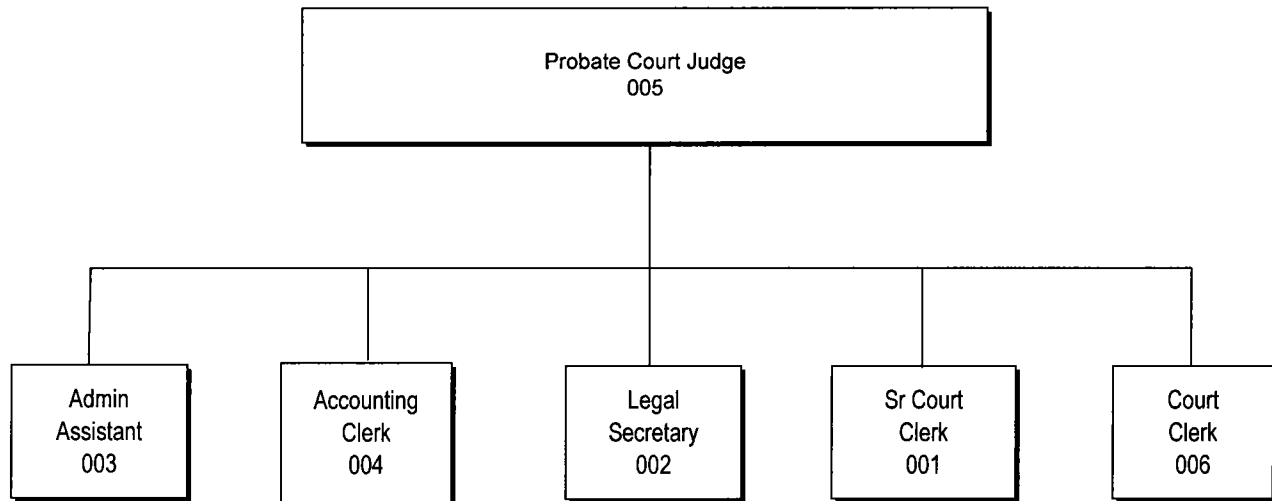 Probate Court Judge
005
Admin
Assistant
003
Accounting
Clerk
004
Legal
Secretary
002
Sr Court
Clerk
001
Court
Clerk
006